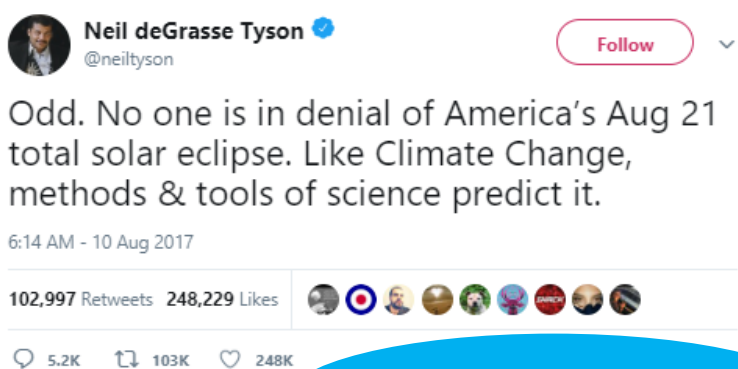 Neil deGrasse Tyson
@neiltyson
Follow
Odd. No one is in denial of America's Aug 21
total solar eclipse. Like Climate Change,
methods & tools of science predict it.
6:14 AM - 10 Aug 2017
102,997 Retweets 248,229 Likes
5.2K 103K 248K